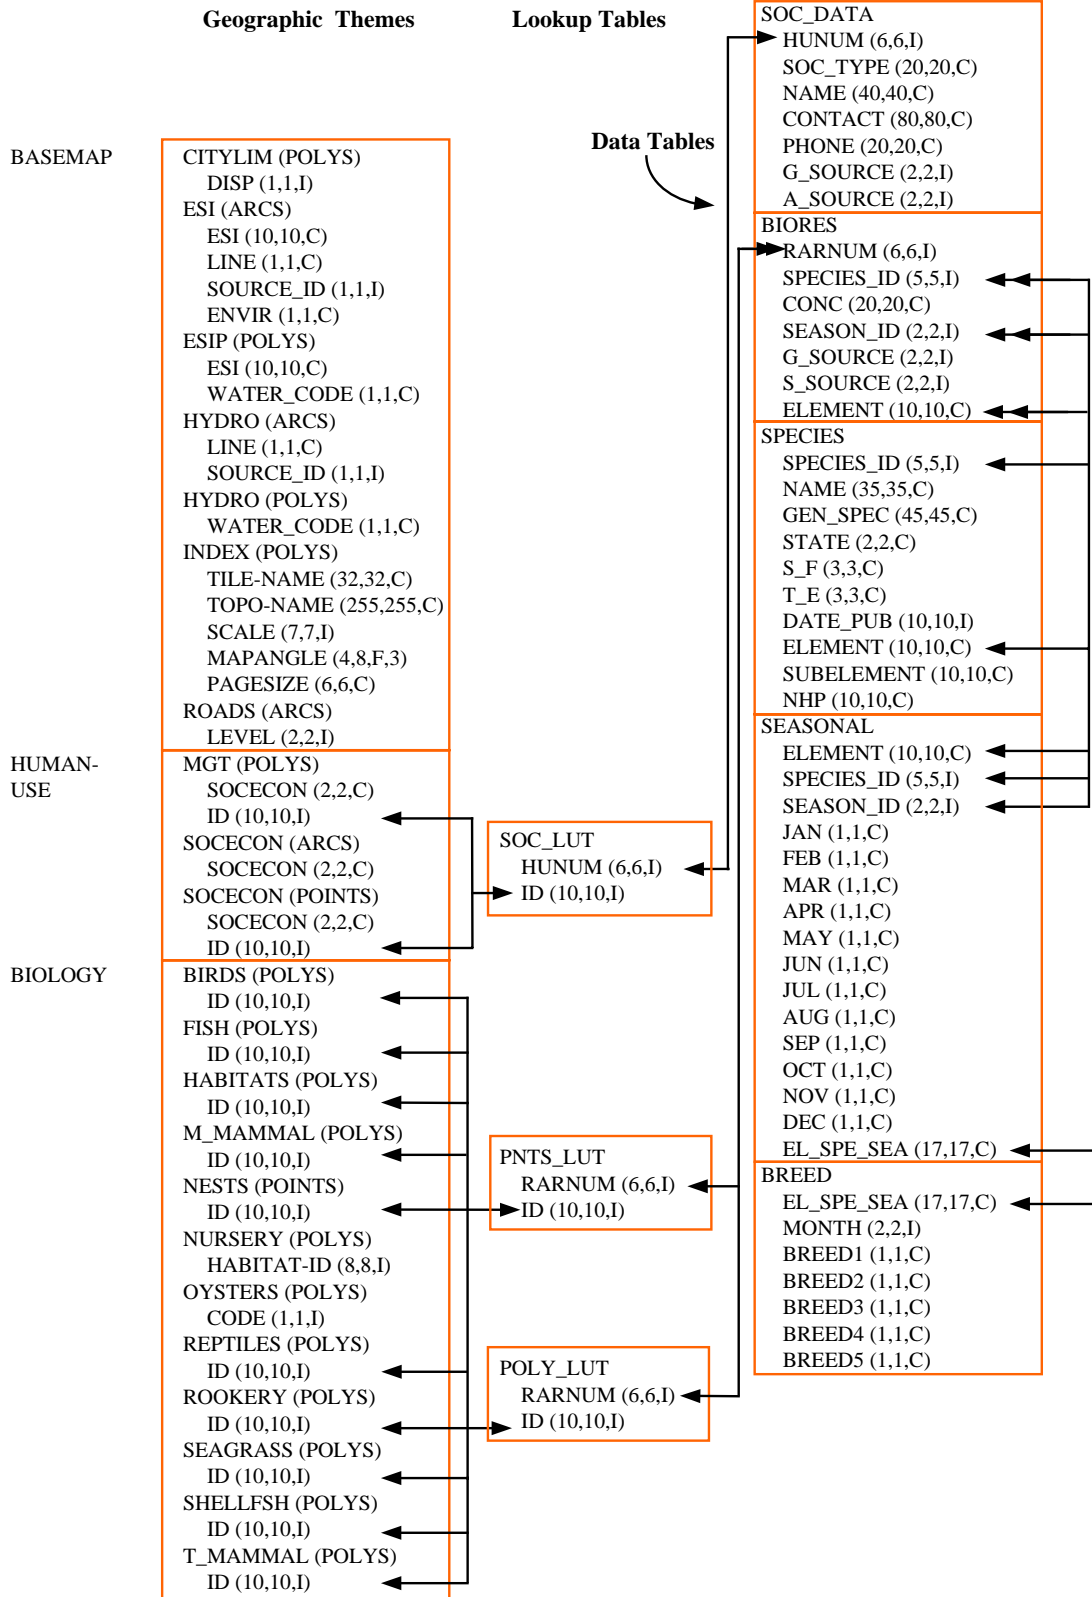 Geographic  Themes
Lookup Tables
Data Tables
BASEMAP
CITYLIM (POLYS)
DISP (1,1,I)
ESI (ARCS)
ESI (10,10,C)
LINE (1,1,C)
SOURCE_ID (1,1,I)
ENVIR (1,1,C)
ESIP (POLYS)
ESI (10,10,C)
WATER_CODE (1,1,C)
HYDRO (ARCS)
LINE (1,1,C)
SOURCE_ID (1,1,I)
HYDRO (POLYS)
WATER_CODE (1,1,C)
INDEX (POLYS)
TILE-NAME (32,32,C)
TOPO-NAME (255,255,C)
SCALE (7,7,I)
MAPANGLE (4,8,F,3)
PAGESIZE (6,6,C)
ROADS (ARCS)
LEVEL (2,2,I)
HUMAN-
USE
MGT (POLYS)
SOCECON (2,2,C)
ID (10,10,I)
SOCECON (ARCS)
SOCECON (2,2,C)
SOCECON (POINTS)
SOCECON (2,2,C)
ID (10,10,I)
BIOLOGY
BIRDS (POLYS)
ID (10,10,I)
FISH (POLYS)
ID (10,10,I)
HABITATS (POLYS)
ID (10,10,I)
M_MAMMAL (POLYS)
ID (10,10,I)
NESTS (POINTS)
ID (10,10,I)
NURSERY (POLYS)
HABITAT-ID (8,8,I)
OYSTERS (POLYS)
CODE (1,1,I)
REPTILES (POLYS)
ID (10,10,I)
ROOKERY (POLYS)
ID (10,10,I)
SEAGRASS (POLYS)
ID (10,10,I)
SHELLFSH (POLYS)
ID (10,10,I)
T_MAMMAL (POLYS)
ID (10,10,I)
SOC_LUT
HUNUM (6,6,I)
ID (10,10,I)
PNTS_LUT
RARNUM (6,6,I)
ID (10,10,I)
POLY_LUT
RARNUM (6,6,I)
ID (10,10,I)
SOC_DATA
HUNUM (6,6,I)
SOC_TYPE (20,20,C)
NAME (40,40,C)
CONTACT (80,80,C)
PHONE (20,20,C)
G_SOURCE (2,2,I)
A_SOURCE (2,2,I)
BIORES
RARNUM (6,6,I)
SPECIES_ID (5,5,I)
CONC (20,20,C)
SEASON_ID (2,2,I)
G_SOURCE (2,2,I)
S_SOURCE (2,2,I)
ELEMENT (10,10,C)
SPECIES
SPECIES_ID (5,5,I)
NAME (35,35,C)
GEN_SPEC (45,45,C)
STATE (2,2,C)
S_F (3,3,C)
T_E (3,3,C)
DATE_PUB (10,10,I)
ELEMENT (10,10,C)
SUBELEMENT (10,10,C)
NHP (10,10,C)
SEASONAL
ELEMENT (10,10,C)
SPECIES_ID (5,5,I)
SEASON_ID (2,2,I)
JAN (1,1,C)
FEB (1,1,C)
MAR (1,1,C)
APR (1,1,C)
MAY (1,1,C)
JUN (1,1,C)
JUL (1,1,C)
AUG (1,1,C)
SEP (1,1,C)
OCT (1,1,C)
NOV (1,1,C)
DEC (1,1,C)
EL_SPE_SEA (17,17,C)
BREED
EL_SPE_SEA (17,17,C)
MONTH (2,2,I)
BREED1 (1,1,C)
BREED2 (1,1,C)
BREED3 (1,1,C)
BREED4 (1,1,C)
BREED5 (1,1,C)